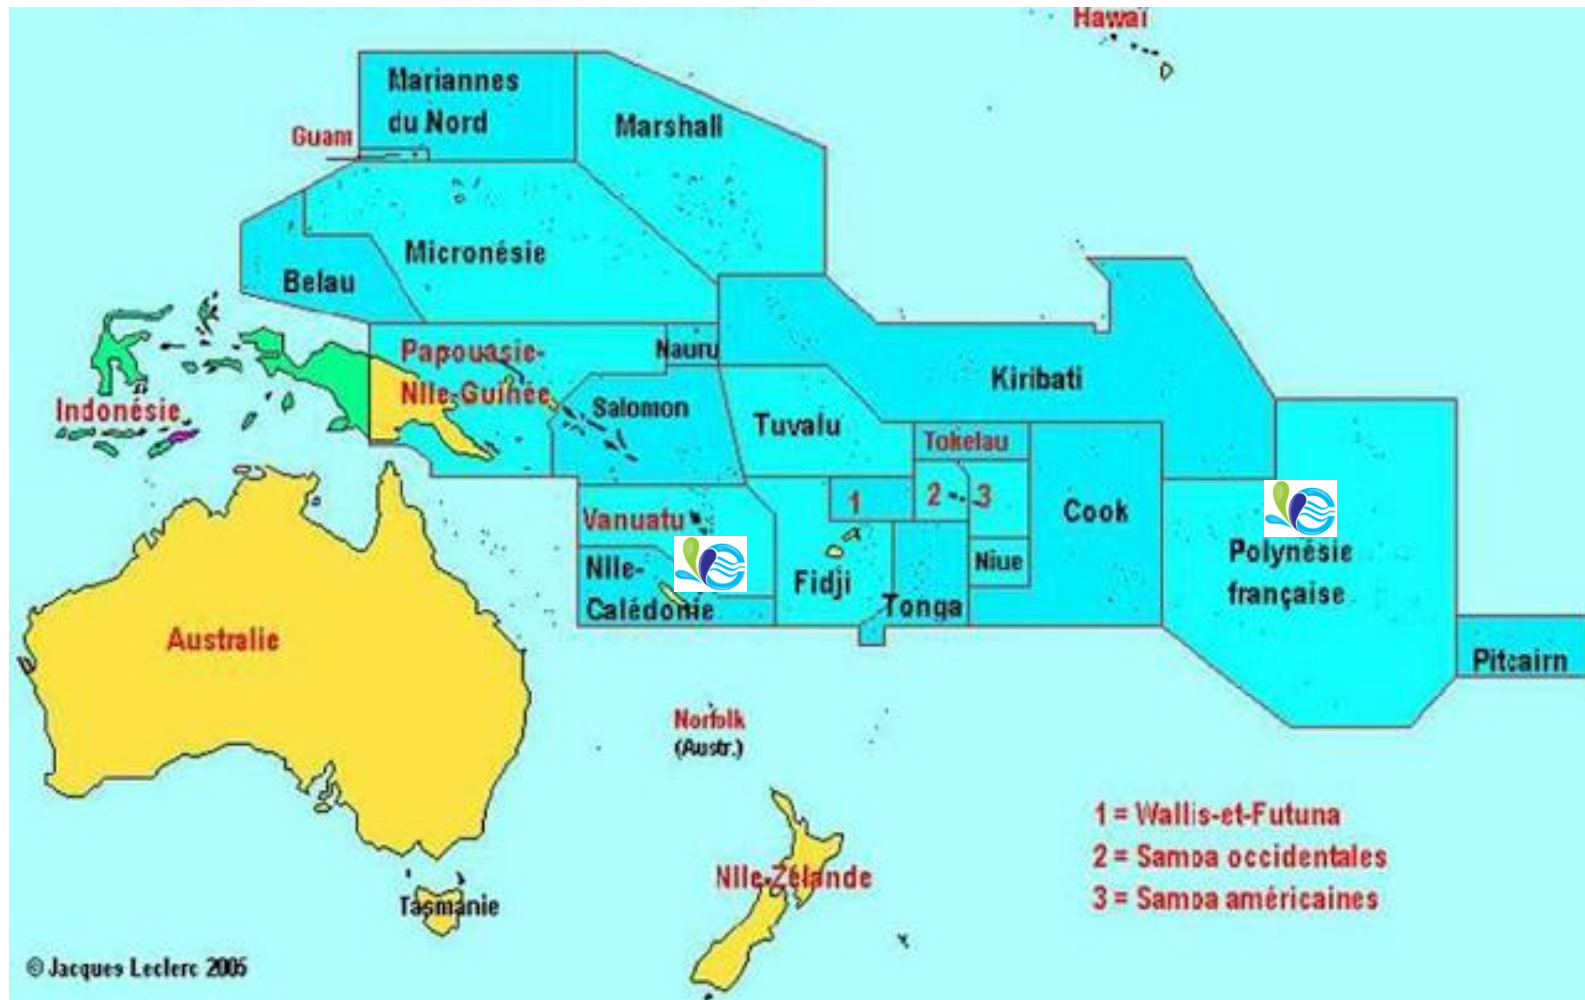 Hawaï
Mariannes
du Nord
Marshall
Guam
Micronésie
Belau
Papouasie-
Nlle-Guinée
Nauru
Kiribati
Indonésie
Salomon
Tuvalu
Tokelau
1
2
3
Cook
Vanuatu
Nlle-
Calédonie
Fidji
Tonga
Niue
Polynésie
française
Australie
Pitcairn
Norfolk
(Austr.)
Nlle-Zélande
Tasmanie
1 = Wallis-et-Futuna
2 = Samoa occidentales
3 = Samoa américaines
© Jacques Leclerc 2005